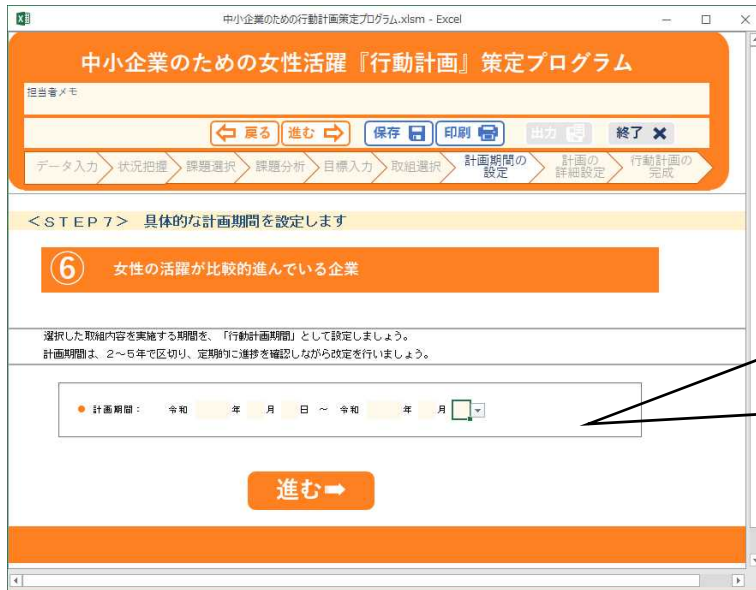 中小企業のための行動計画策定プログラム.xlsm - Excel
中小企業のための女性活躍『行動計画』策定プログラム
担当者メモ
戻る 進む 保存 印刷 出力 終了 ✖
データ入力 状況把握 課題選択 課題分析 目標入力 取組選択 計画期間の設定 計画の詳細設定 行動計画の完成
<STEP7> 具体的な計画期間を設定します
⑥ 女性の活躍が比較的進んでいる企業
選択した取組内容を実施する期間を、「行動計画期間」として設定しましょう。
計画期間は、2~5年で区切り、定期的に進捗を確認しながら改定を行いましょう。
● 計画期間: 令和 年 月 日 ~ 令和 年 月
進む➡